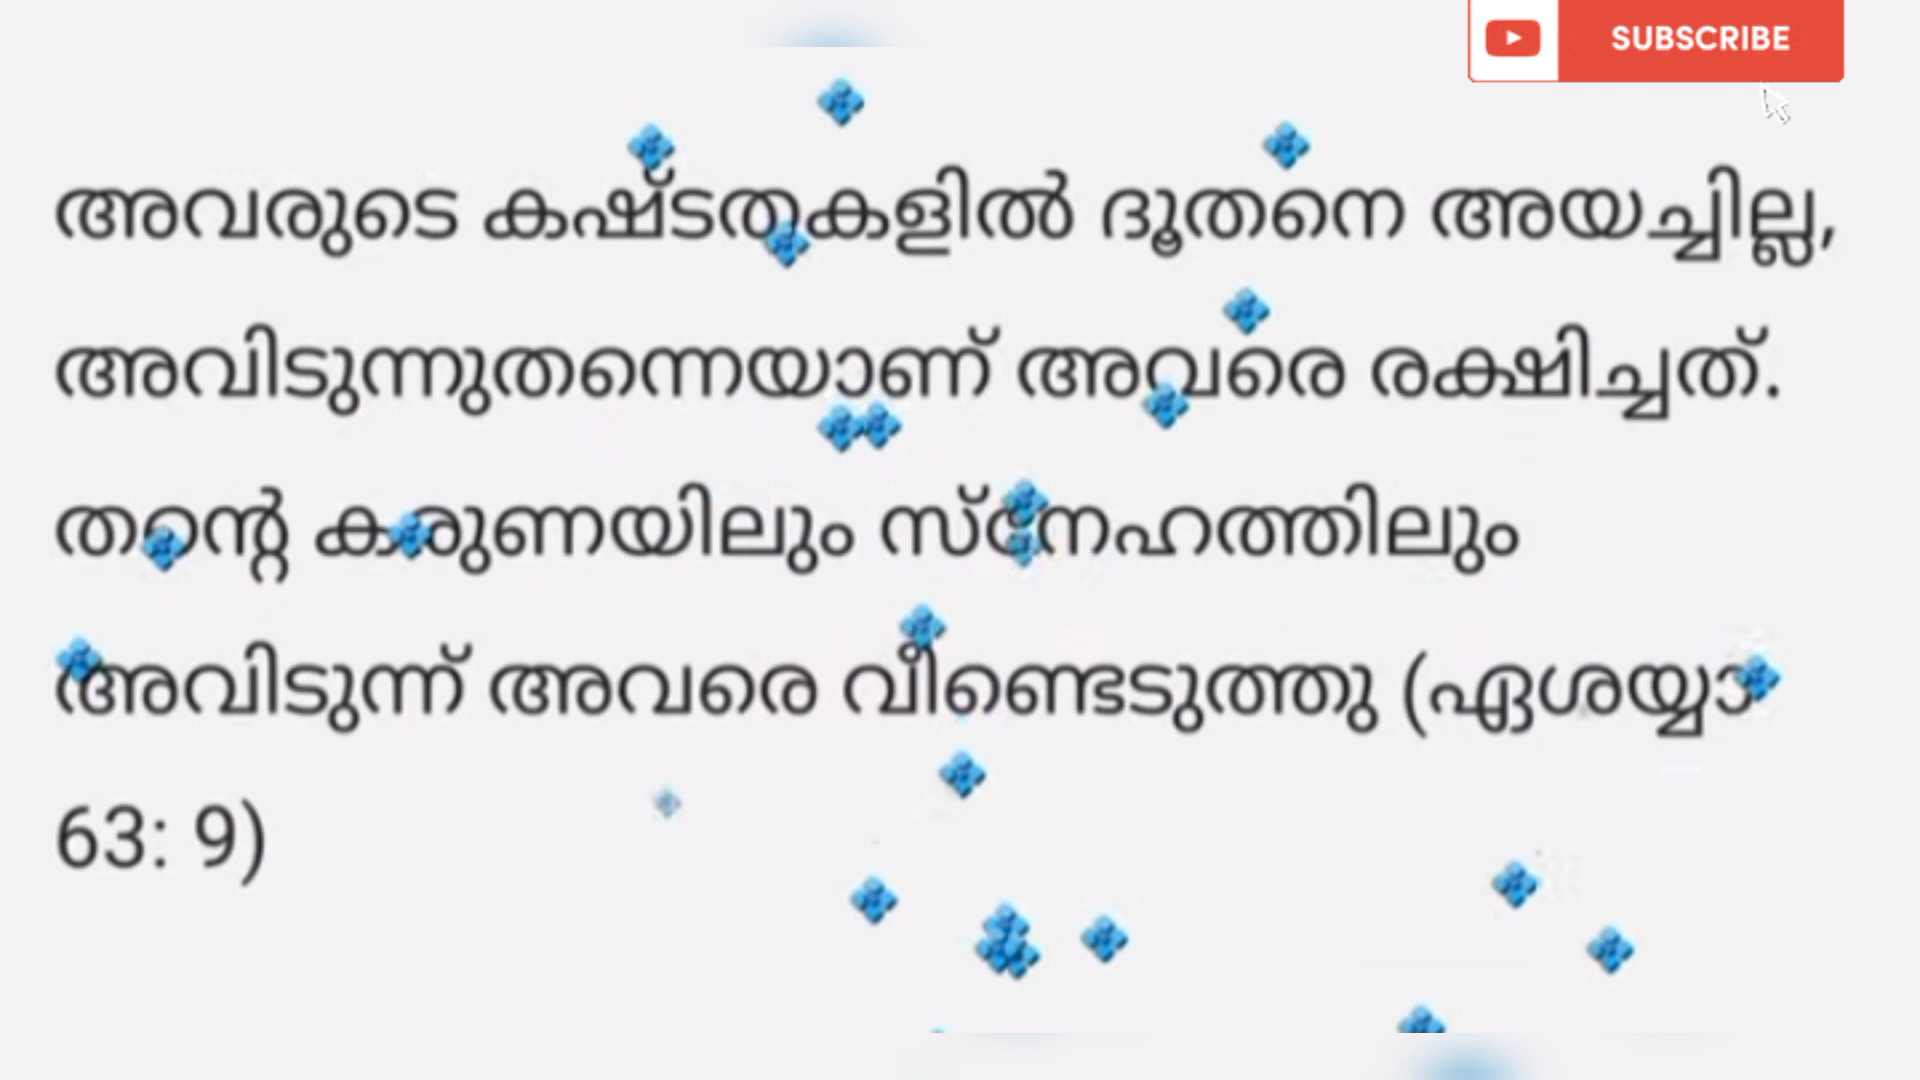 SUBSCRIBE
അവരുടെ കഷ്ടതകളിൽ ദൂതനെ അയച്ചില്ല,
അവിടുന്നുതന്നെയാണ് അവരെ രക്ഷിച്ചത്.
തന്റെ കരുണയിലും സ്നേഹത്തിലും
അവിടുന്ന് അവരെ വീണ്ടെടുത്തു (ഏശയ്യാ
63: 9)